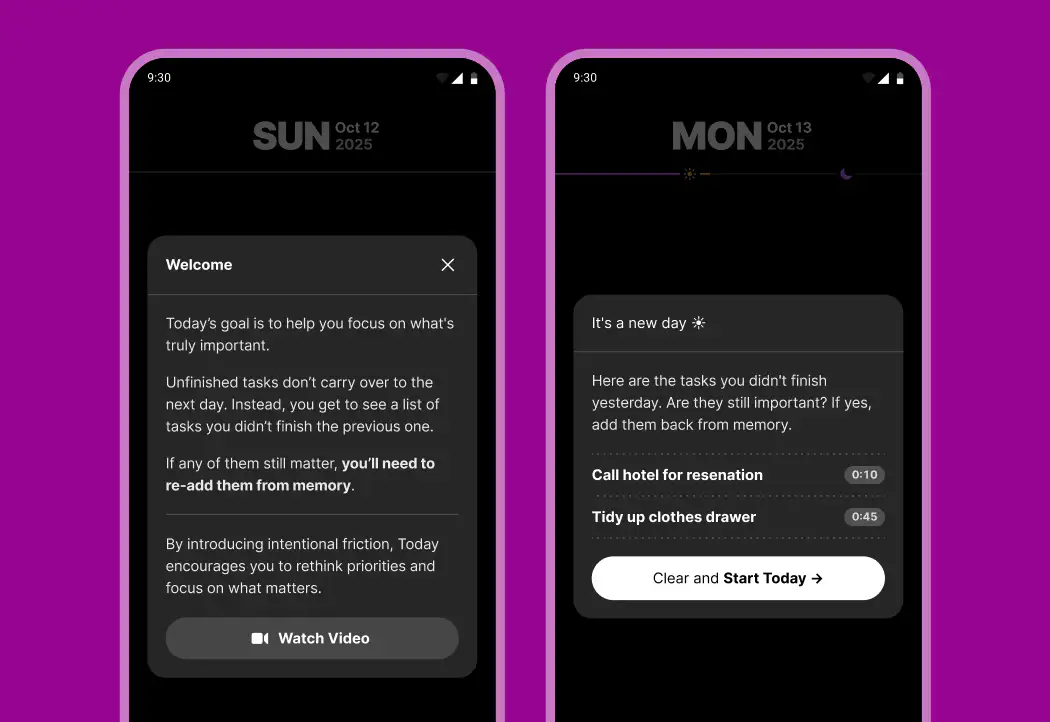 9:30
SUN Oct 12
2025
Welcome
Today’s goal is to help you focus on what's
truly important.
Unfinished tasks don’t carry over to the
next day. Instead, you get to see a list of
tasks you didn’t finish the previous one.
If any of them still matter, you’ll need to
re-add them from memory.
By introducing intentional friction, Today
encourages you to rethink priorities and
focus on what matters.
Watch Video
9:30
MON Oct 13
2025
It's a new day
Here are the tasks you didn't finish
yesterday. Are they still important? If yes,
add them back from memory.
Call hotel for resenation 0:10
Tidy up clothes drawer 0:45
Clear and Start Today →